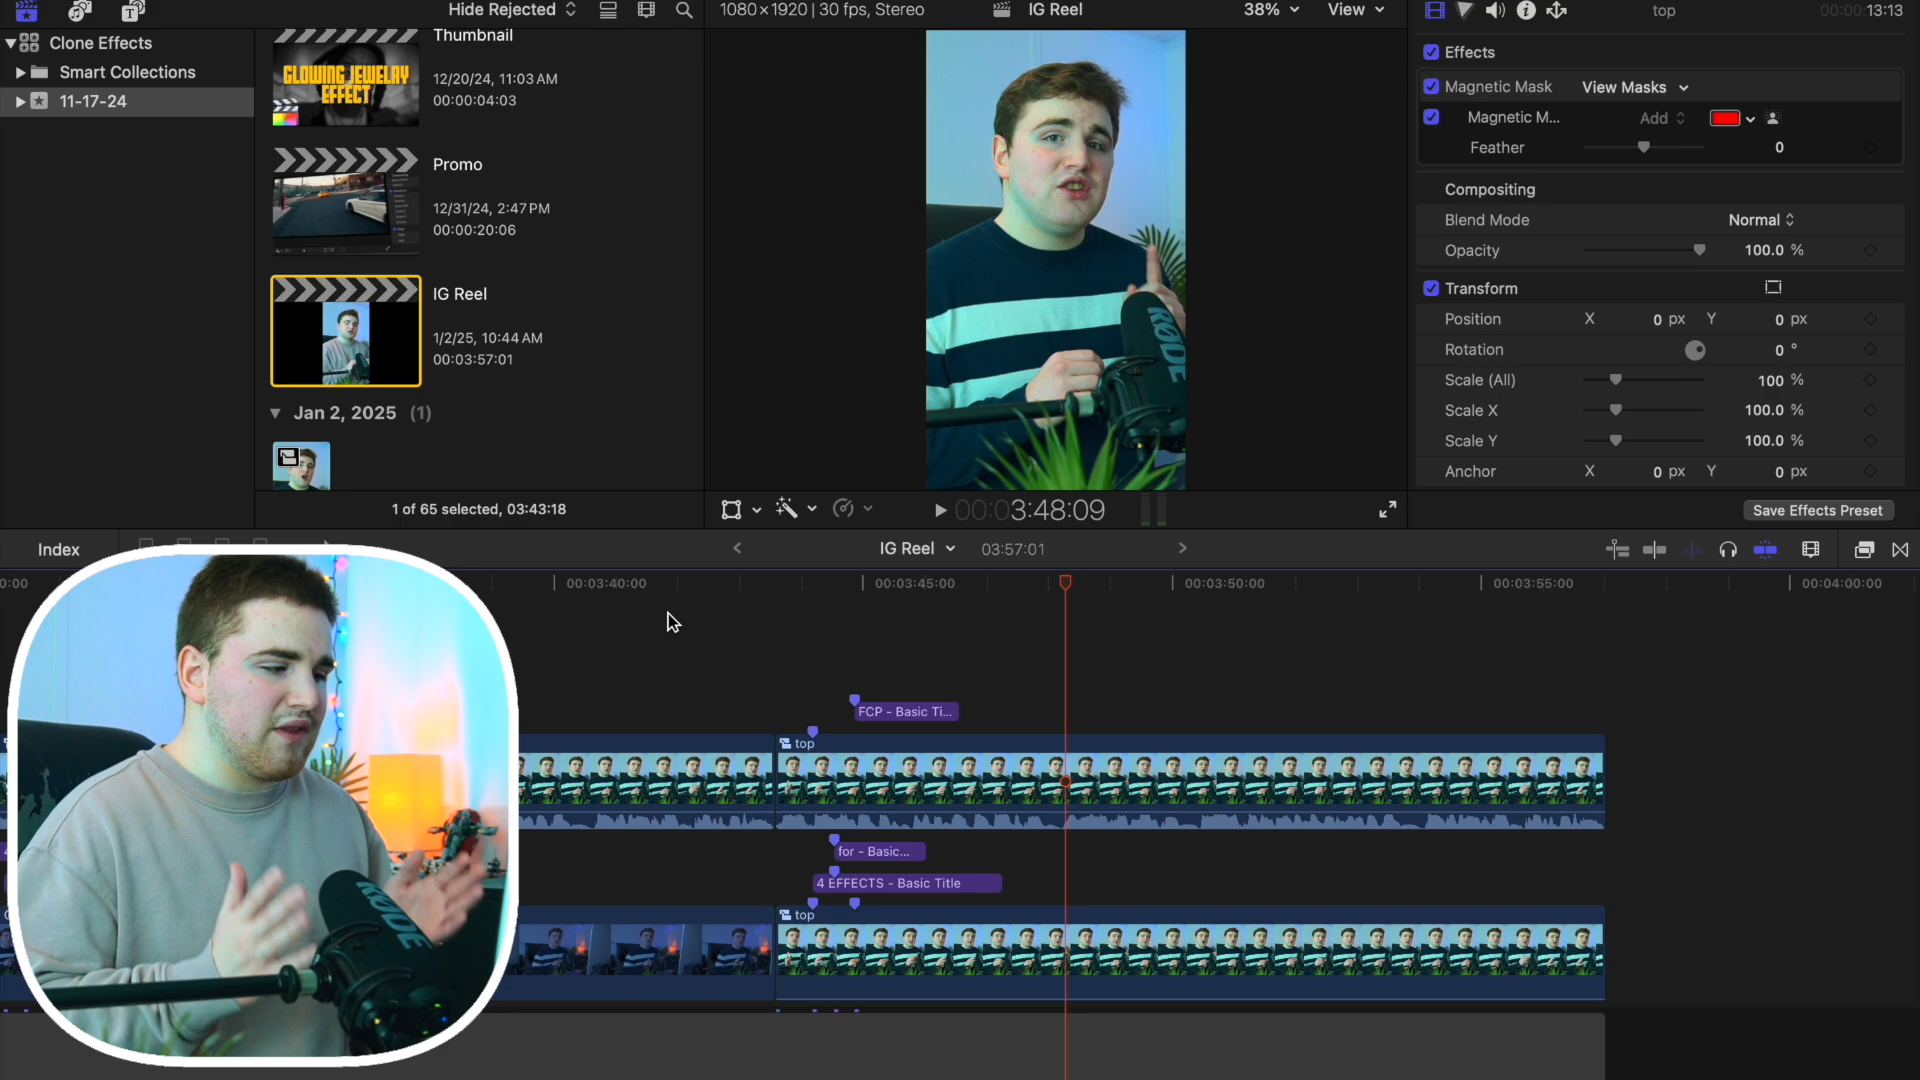 Hide Rejected
1080×1920 | 30 fps, Stereo
IG Reel
38%
View
top
00:00:13:13
Clone Effects
Smart Collections
11-17-24
Thumbnail
12/20/24, 11:03 AM
00:00:04:03
GLOWING JEWELRY
EFFECT
Promo
12/31/24, 2:47 PM
00:00:20:06
IG Reel
1/2/25, 10:44 AM
00:03:57:01
Jan 2, 2025 (1)
1 of 65 selected, 03:43:18
RØDE
00:03:48:09
Effects
Magnetic Mask
View Masks
Magnetic M...
Add
Feather
0
Compositing
Blend Mode
Normal
Opacity
100.0 %
Transform
Position
X 0 px Y 0 px
Rotation
0 °
Scale (All)
100 %
Scale X
100.0 %
Scale Y
100.0 %
Anchor
X 0 px Y 0 px
Save Effects Preset
Index
IG Reel
03:57:01
0:00
00:03:40:00
00:03:45:00
00:03:50:00
00:03:55:00
00:04:00:00
FCP - Basic Ti...
top
for - Basic...
4 EFFECTS - Basic Title
top
RØDE